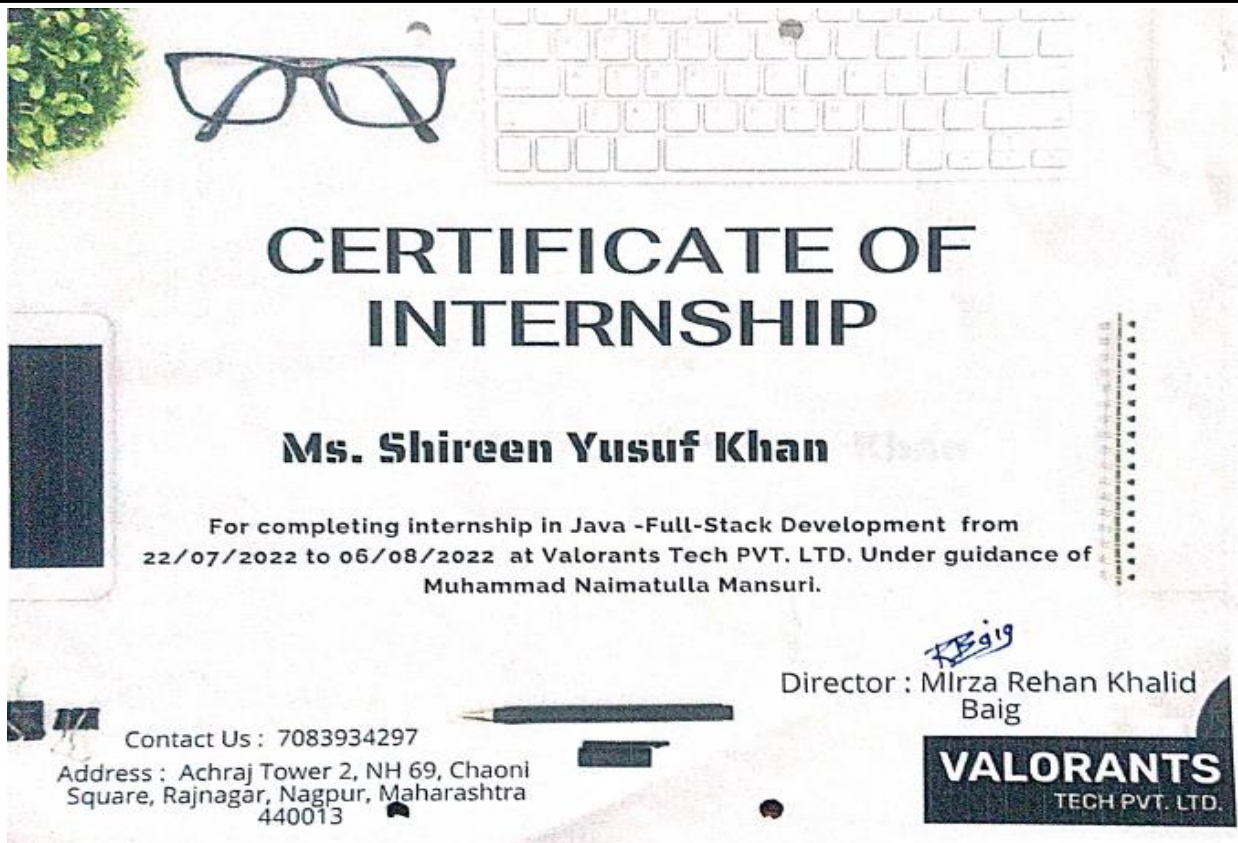 CERTIFICATE OF
INTERNSHIP
Ms. Shireen Yusuf Khan
For completing internship in Java -Full-Stack Development from
22/07/2022 to 06/08/2022 at Valorants Tech PVT. LTD. Under guidance of
Muhammad Naimatulla Mansuri.
RBaig
Director : MIrza Rehan Khalid
Baig
Contact Us : 7083934297
Address : Achraj Tower 2, NH 69, Chaoni
Square, Rajnagar, Nagpur, Maharashtra
440013
VALORANTS
TECH PVT. LTD.